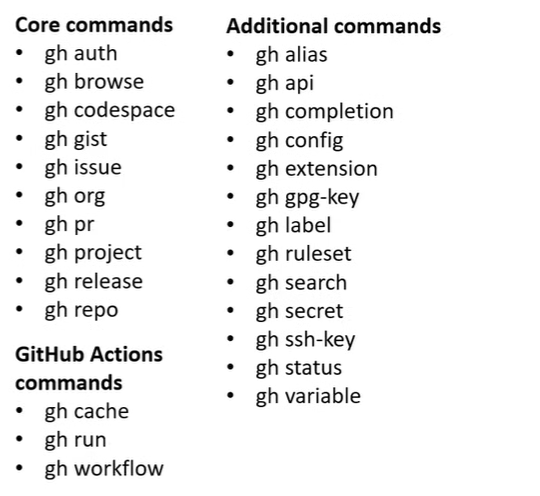 Core commands
• gh auth
• gh browse
• gh codespace
• gh gist
• gh issue
• gh org
• gh pr
• gh project
• gh release
• gh repo
GitHub Actions
commands
• gh cache
• gh run
• gh workflow
Additional commands
• gh alias
• gh api
• gh completion
• gh config
• gh extension
• gh gpg-key
• gh label
• gh ruleset
• gh search
• gh secret
• gh ssh-key
• gh status
• gh variable